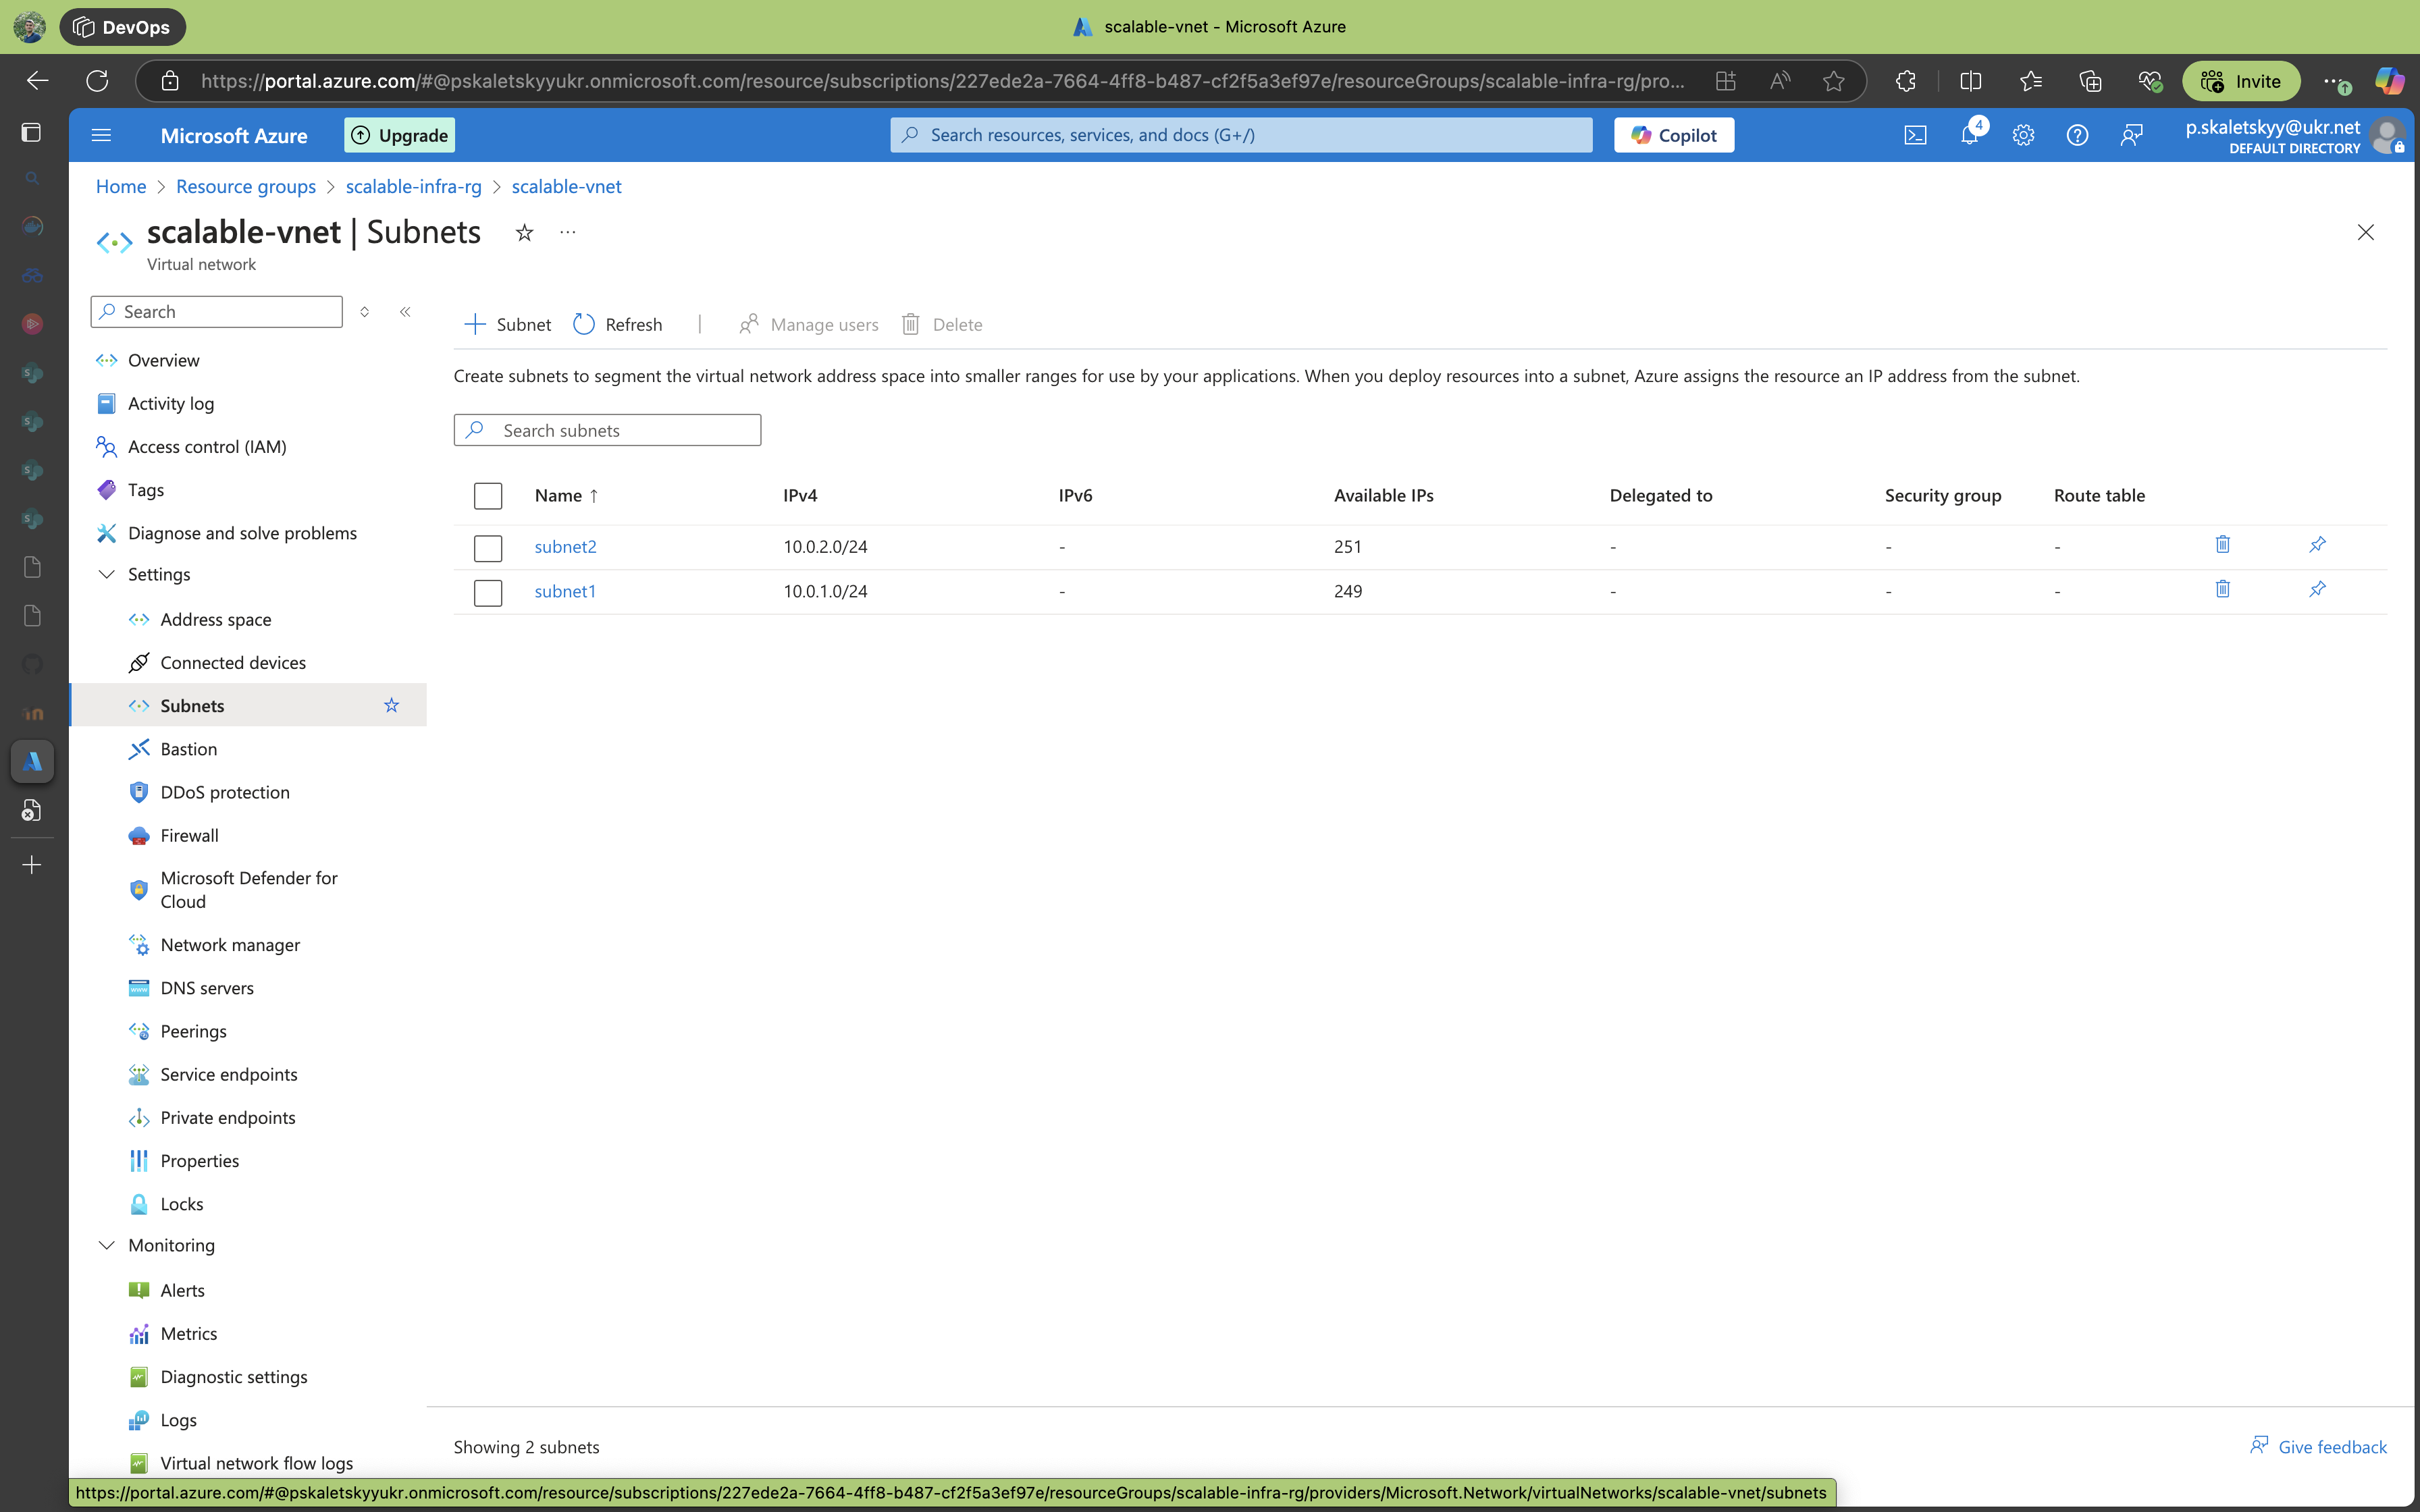 DevOps
scalable-vnet - Microsoft Azure
https://portal.azure.com/#@pskaletskyyukr.onmicrosoft.com/resource/subscriptions/227ede2a-7664-4ff8-b487-cf2f5a3ef97e/resourceGroups/scalable-infra-rg/pro...
Invite
Microsoft Azure
Upgrade
Search resources, services, and docs (G+/)
Copilot
4
p.skaletskyy@ukr.net
DEFAULT DIRECTORY
Home > Resource groups > scalable-infra-rg > scalable-vnet
scalable-vnet | Subnets
Virtual network
Search
Overview
Activity log
Access control (IAM)
Tags
Diagnose and solve problems
Settings
Address space
Connected devices
Subnets
Bastion
DDoS protection
Firewall
Microsoft Defender for
Cloud
Network manager
DNS servers
Peerings
Service endpoints
Private endpoints
Properties
Locks
Monitoring
Alerts
Metrics
Diagnostic settings
Logs
Virtual network flow logs
Subnet Refresh | Manage users Delete
Create subnets to segment the virtual network address space into smaller ranges for use by your applications. When you deploy resources into a subnet, Azure assigns the resource an IP address from the subnet.
Search subnets
Name ↑ IPv4 IPv6 Available IPs Delegated to Security group Route table
subnet2 10.0.2.0/24 - 251 - - -
subnet1 10.0.1.0/24 - 249 - - -
Showing 2 subnets
Give feedback
https://portal.azure.com/#@pskaletskyyukr.onmicrosoft.com/resource/subscriptions/227ede2a-7664-4ff8-b487-cf2f5a3ef97e/resourceGroups/scalable-infra-rg/providers/Microsoft.Network/virtualNetworks/scalable-vnet/subnets